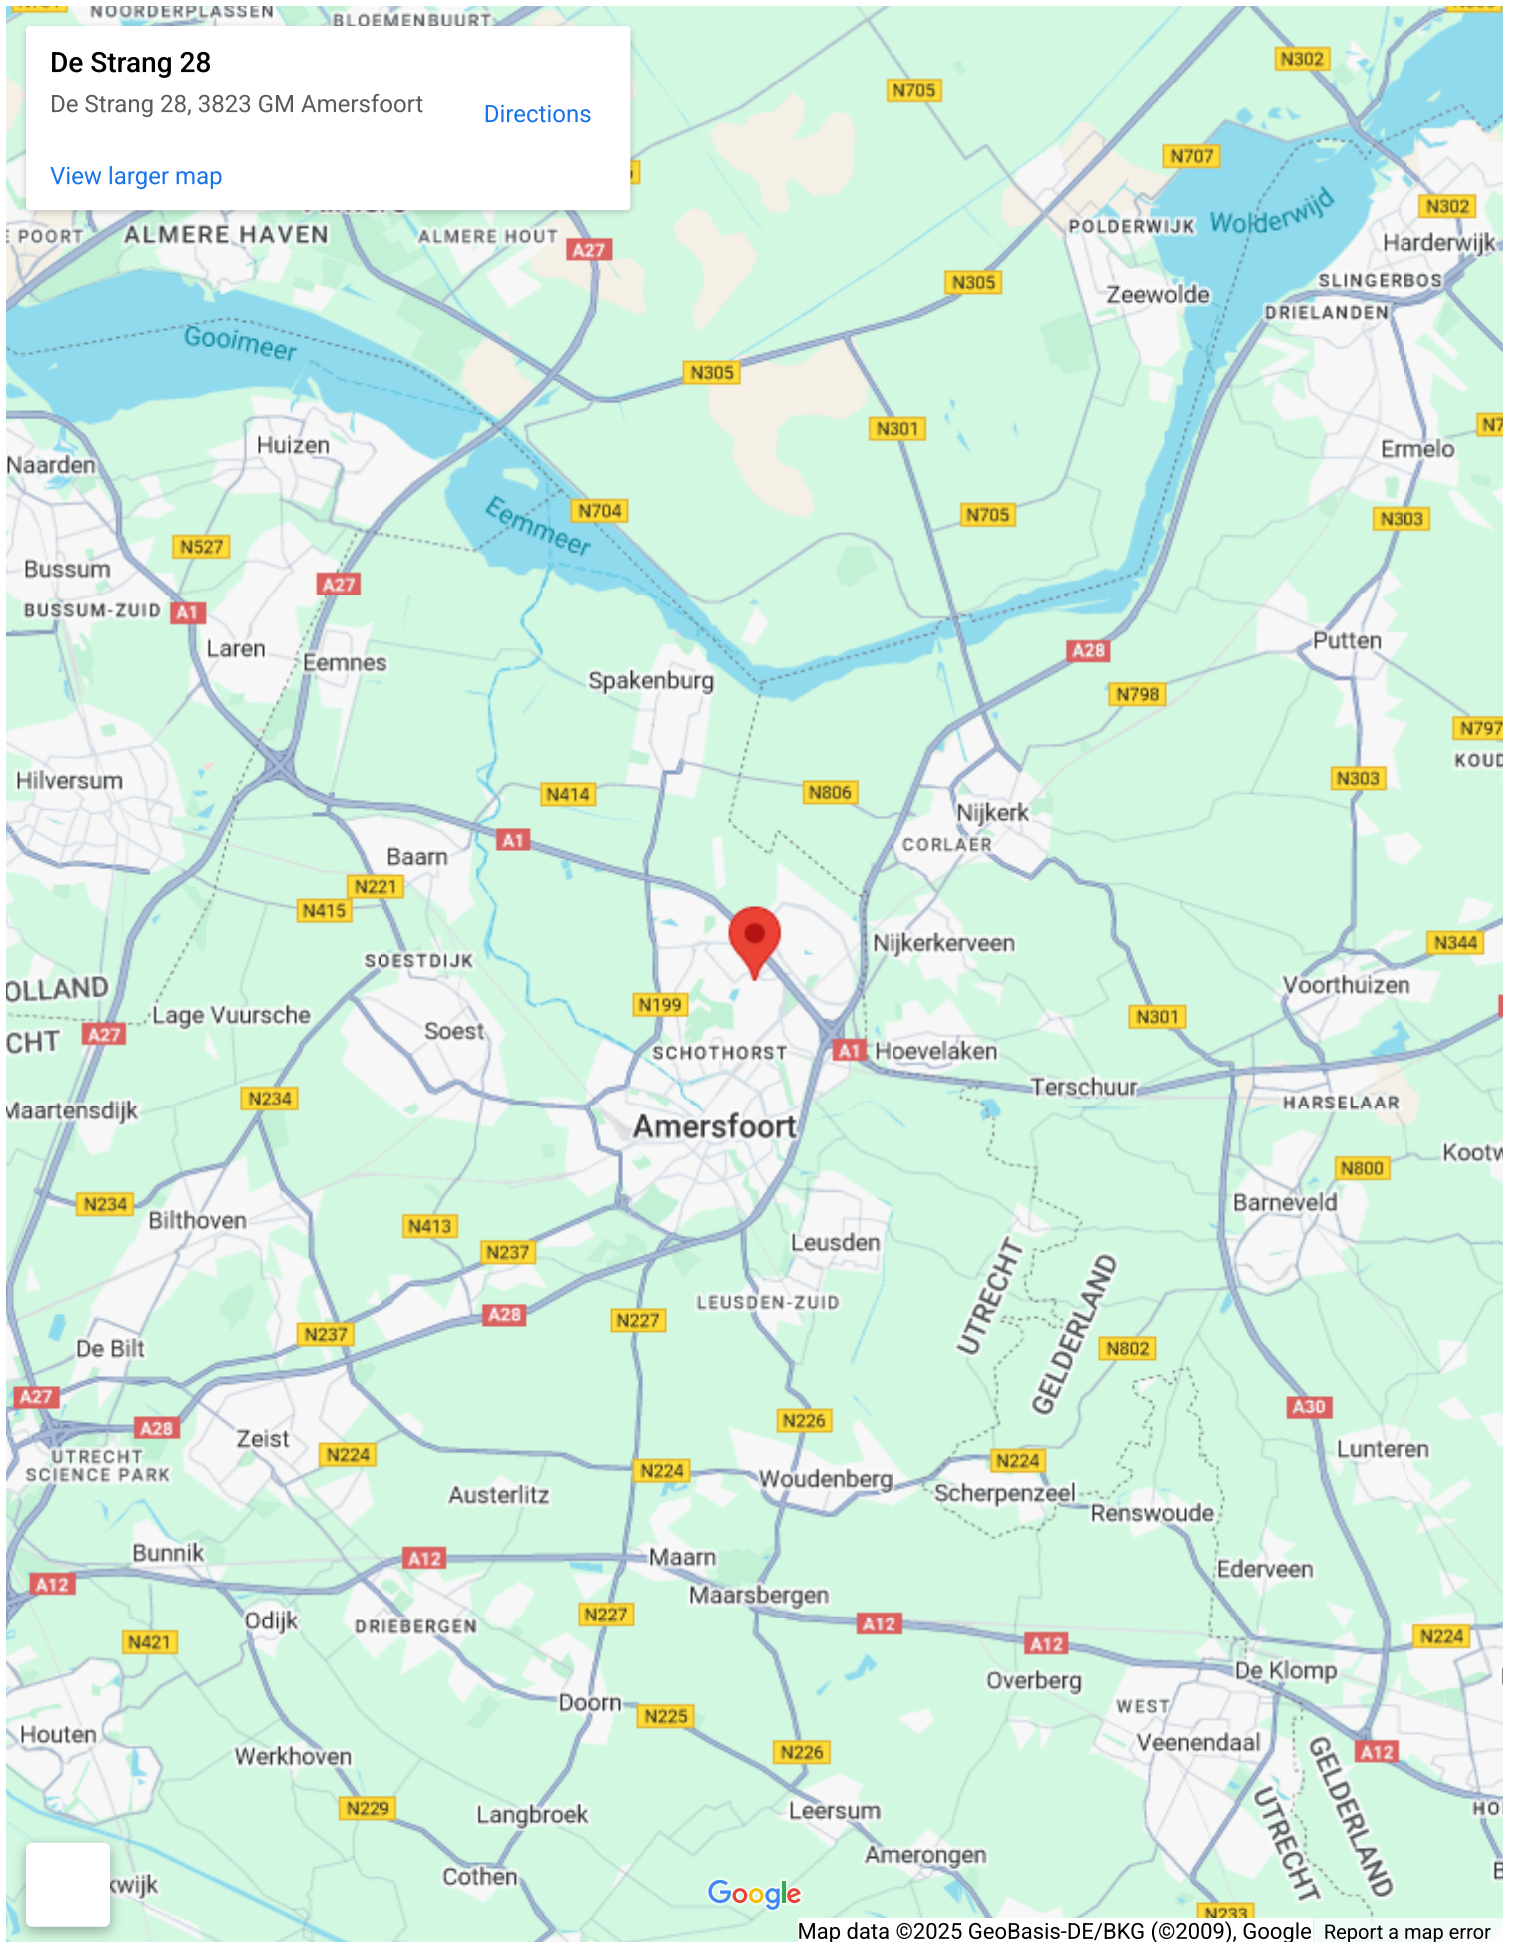 NOORDERPLASSEN
BLOEMENBUURT
De Strang 28
De Strang 28, 3823 GM Amersfoort
Directions
View larger map
N302
N705
N707
Wolderwijd
N302
POLDERWIJK
Harderwijk
POORT
ALMERE HAVEN
ALMERE HOUT
A27
SLINGERBOS
N305
Zeewolde
DRIELANDEN
Gooimeer
N305
N301
Huizen
Ermelo
Naarden
Eemmeer
N704
N705
N303
N527
Bussum
A27
BUSSUM-ZUID
A1
Laren
Eemnes
Putten
A28
Spakenburg
N798
N797
KOUD
Hilversum
N414
N806
N303
Nijkerk
A1
CORLAER
Baarn
N221
N415
Nijkerkerveen
N344
SOESTDIJK
OLLAND
Voorthuizen
N199
Lage Vuursche
N301
Soest
CHT
A27
SCHOTHORST
A1
Hoevelaken
Terschuur
N234
HARSELAAR
Maartensdijk
Amersfoort
Kootw
N800
N234
Barneveld
Bilthoven
N413
Leusden
N237
UTRECHT
GELDERLAND
LEUSDEN-ZUID
A28
N227
N237
De Bilt
N802
A27
A30
N226
A28
Zeist
Lunteren
UTRECHT
SCIENCE PARK
N224
N224
N224
Woudenberg
Austerlitz
Scherpenzeel
Renswoude
Bunnik
A12
Maarn
Ederveen
A12
Maarsbergen
N227
Odijk
DRIEBERGEN
A12
N421
A12
N224
De Klomp
Overberg
Doorn
WEST
N225
Houten
Veenendaal
Werkhoven
N226
A12
GELDERLAND
UTRECHT
N229
Langbroek
Leersum
HO
Amerongen
Cothen
kwijk
Google
N233
Map data ©2025 GeoBasis-DE/BKG (©2009), Google
Report a map error